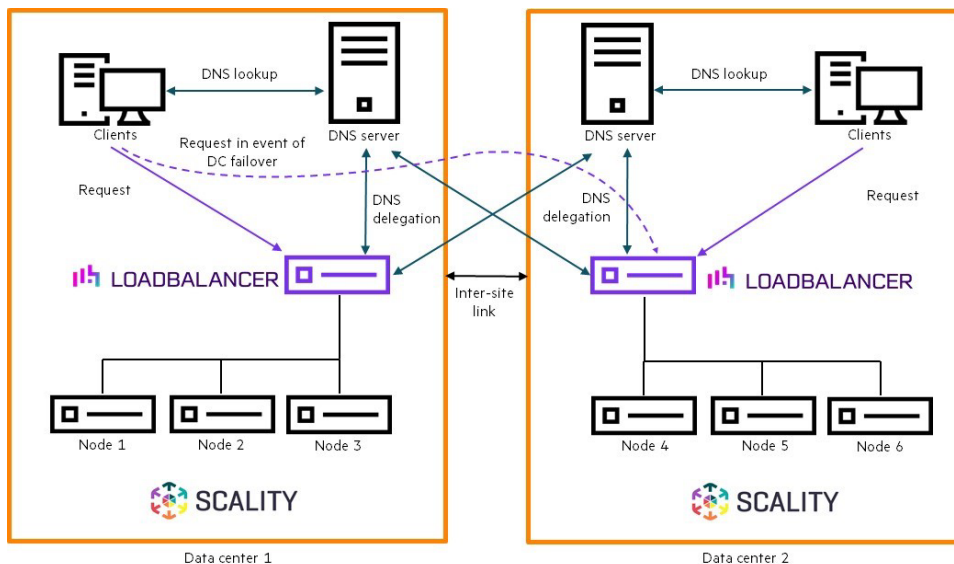 DNS lookup
Clients
DNS server
Request in event of
DC failover
Request
DNS
delegation
LOADBALANCER
Node 1
Node 2
Node 3
SCALITY
Data center 1
Inter-site
link
DNS lookup
DNS server
Clients
DNS
delegation
Request
LOADBALANCER
Node 4
Node 5
Node 6
SCALITY
Data center 2